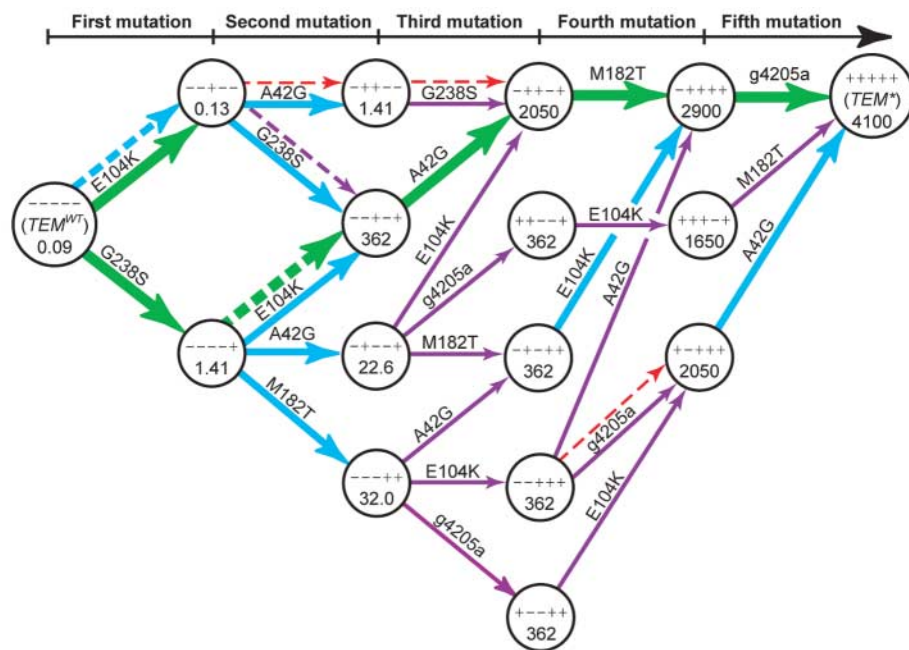 First mutation Second mutation Third mutation Fourth mutation Fifth mutation
−−+−−
0.13
A42G
−++−−
1.41
G238S
−++−+
2050
M182T
−++++
2900
g4205a
+++++
(TEM*)
4100
E104K
G238S
A42G
M182T
−−−−−
(TEM^WT)
0.09
−−+−+
362
E104K
++−−+
362
E104K
+++−+
1650
G238S
E104K
g4205a
E104K
A42G
A42G
−−−−+
1.41
A42G
−+−−+
22.6
M182T
−+−++
362
+−+++
2050
M182T
A42G
g4205a
−−−++
32.0
E104K
−−+++
362
E104K
g4205a
+−−++
362